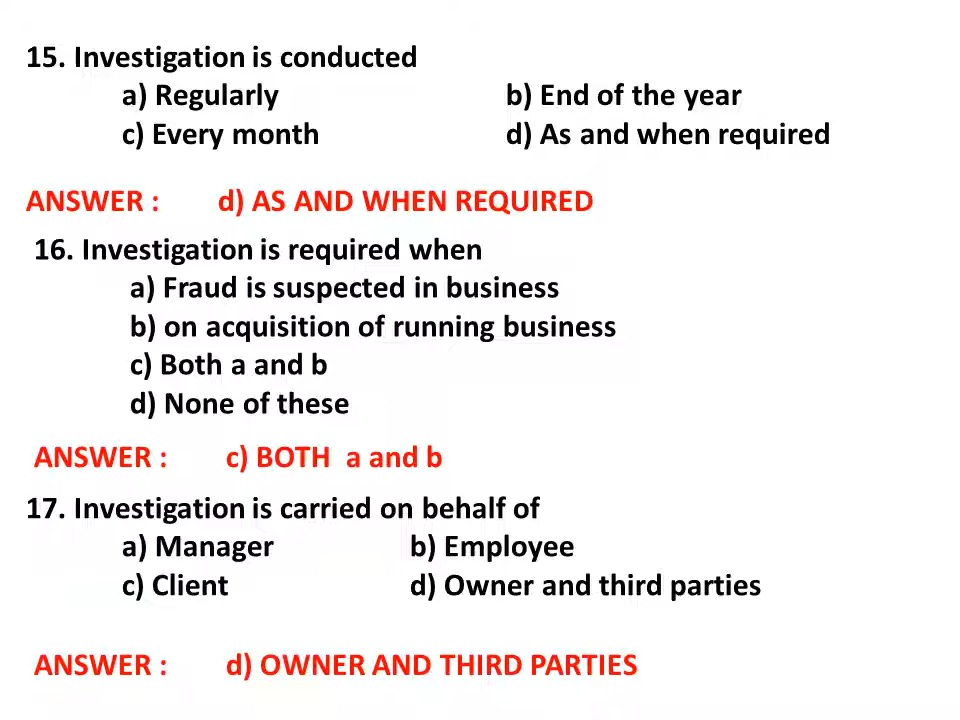 15. Investigation is conducted
a) Regularly b) End of the year
c) Every month d) As and when required
ANSWER : d) AS AND WHEN REQUIRED
16. Investigation is required when
a) Fraud is suspected in business
b) on acquisition of running business
c) Both a and b
d) None of these
ANSWER : c) BOTH a and b
17. Investigation is carried on behalf of
a) Manager b) Employee
c) Client d) Owner and third parties
ANSWER : d) OWNER AND THIRD PARTIES